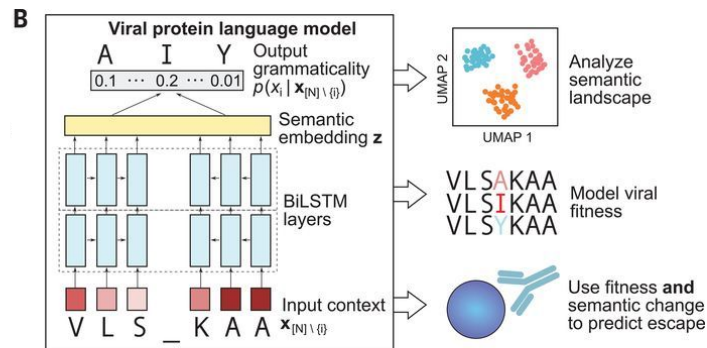 B
Viral protein language model
A I Y
Output
grammaticality
p(xᵢ | x[N] \ {i})
0.1 ··· 0.2 ··· 0.01
Semantic
embedding z
BiLSTM
layers
Input context
x[N] \ {i}
V L S _ K A A
UMAP 2
UMAP 1
Analyze
semantic
landscape
VLSAKAA
VLSIKAA
VLSYKAA
Model viral
fitness
Use fitness and
semantic change
to predict escape